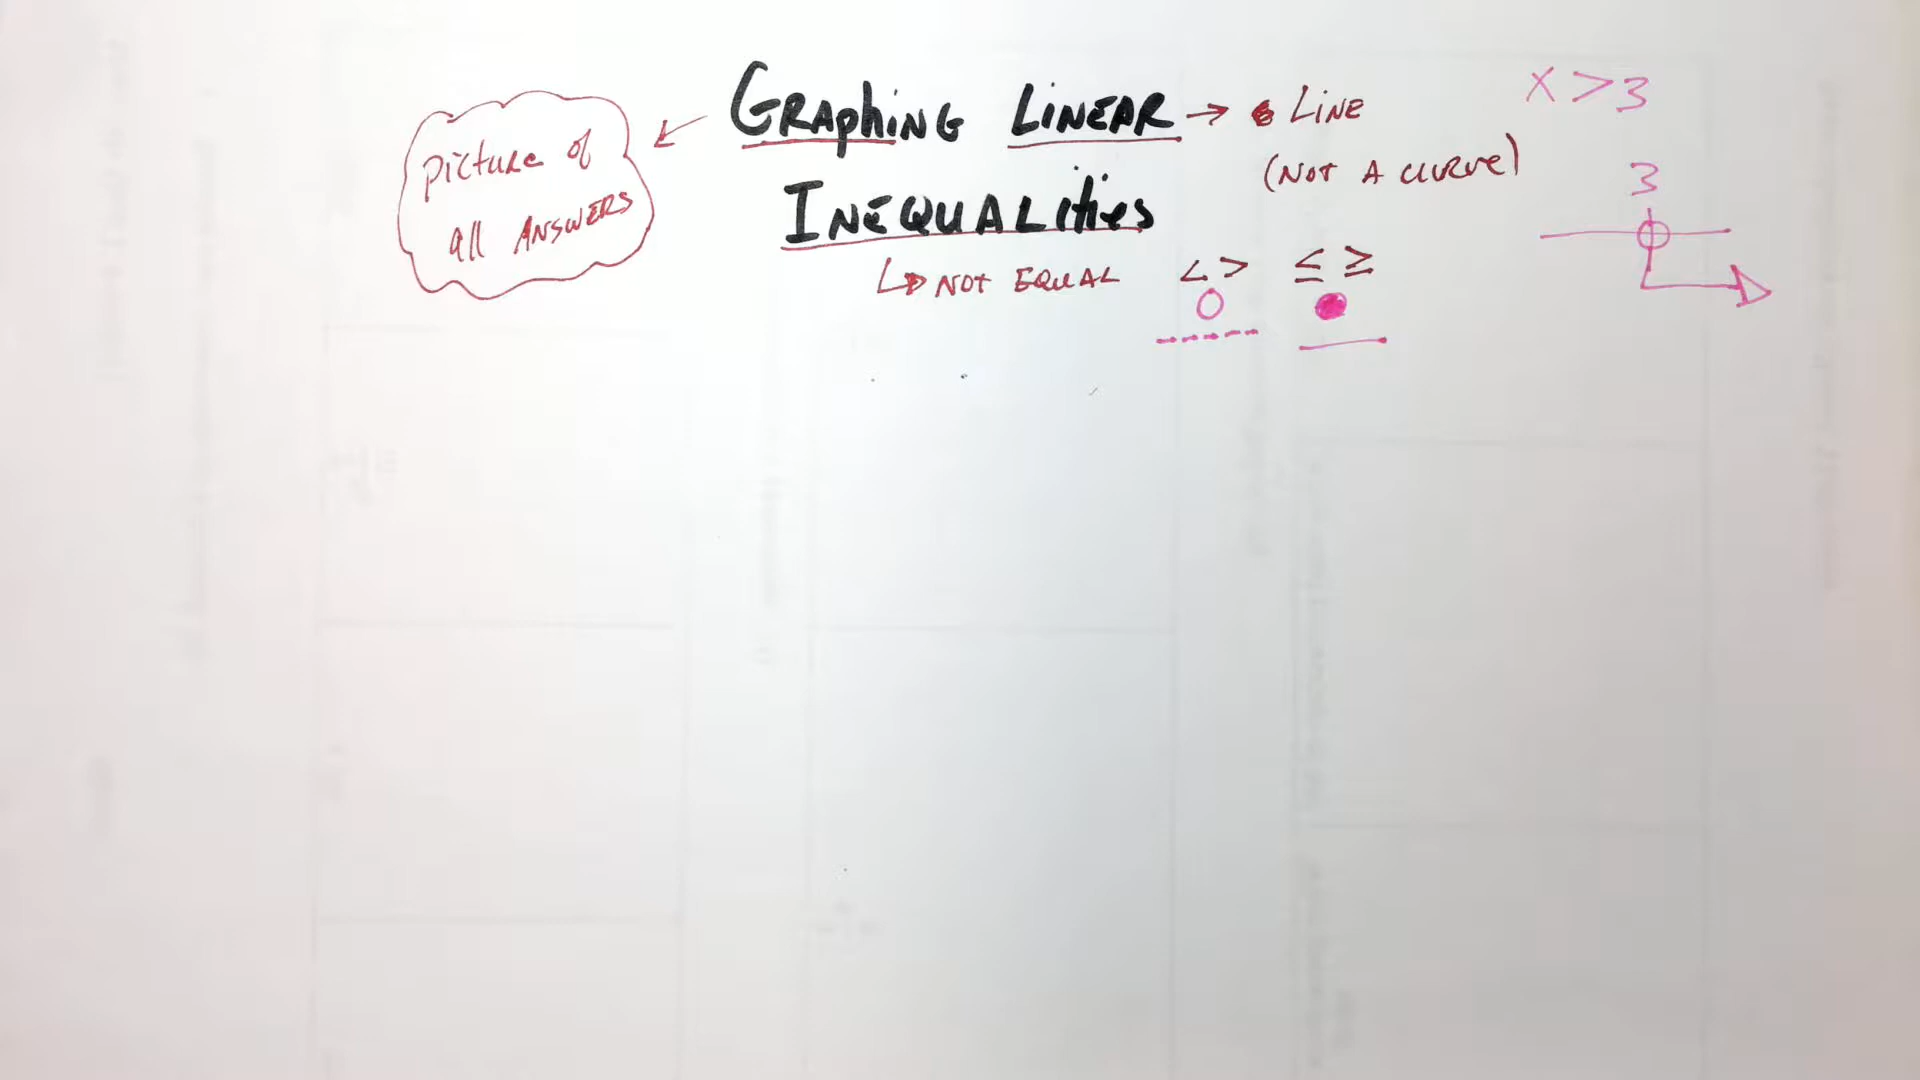 GRAPHING LINEAR → LINE
INEQUALITIES
(NOT A CURVE)
picture of
all ANSWERS
NOT EQUAL < > ≤ ≥
x > 3
3